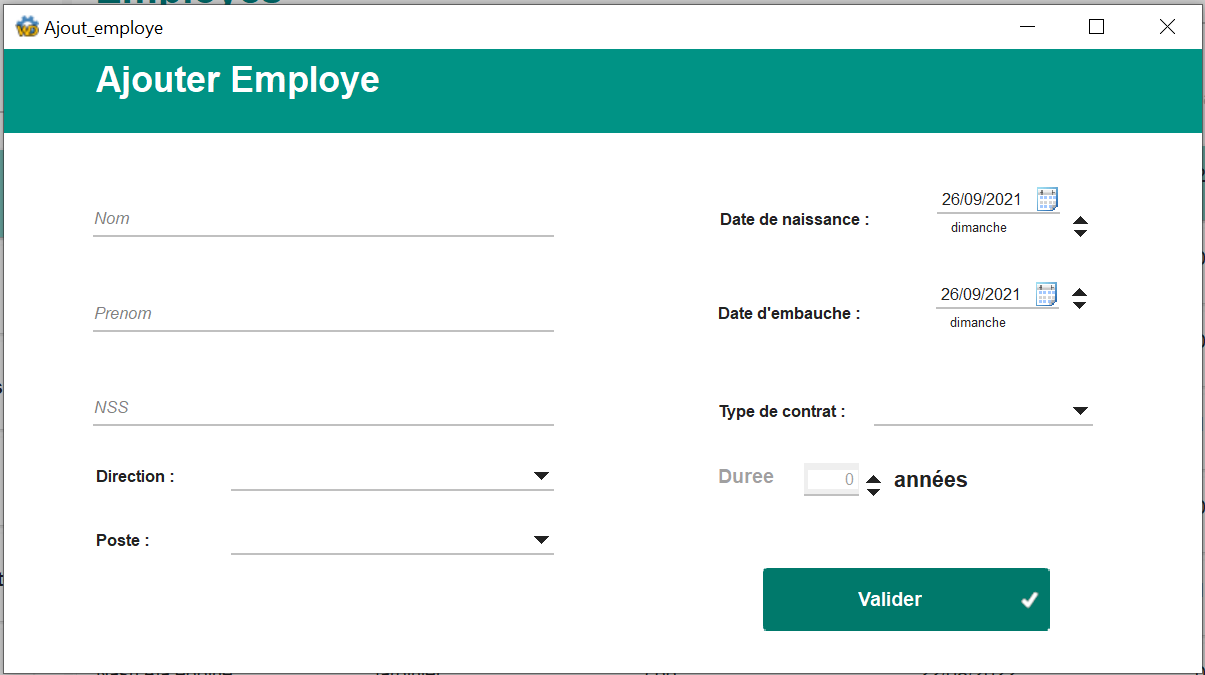 Employés
Ajout_employe
Ajouter Employe
Nom
Prenom
NSS
Direction :
Poste :
Date de naissance :
26/09/2021
dimanche
Date d'embauche :
26/09/2021
dimanche
Type de contrat :
Duree
0
années
Valider